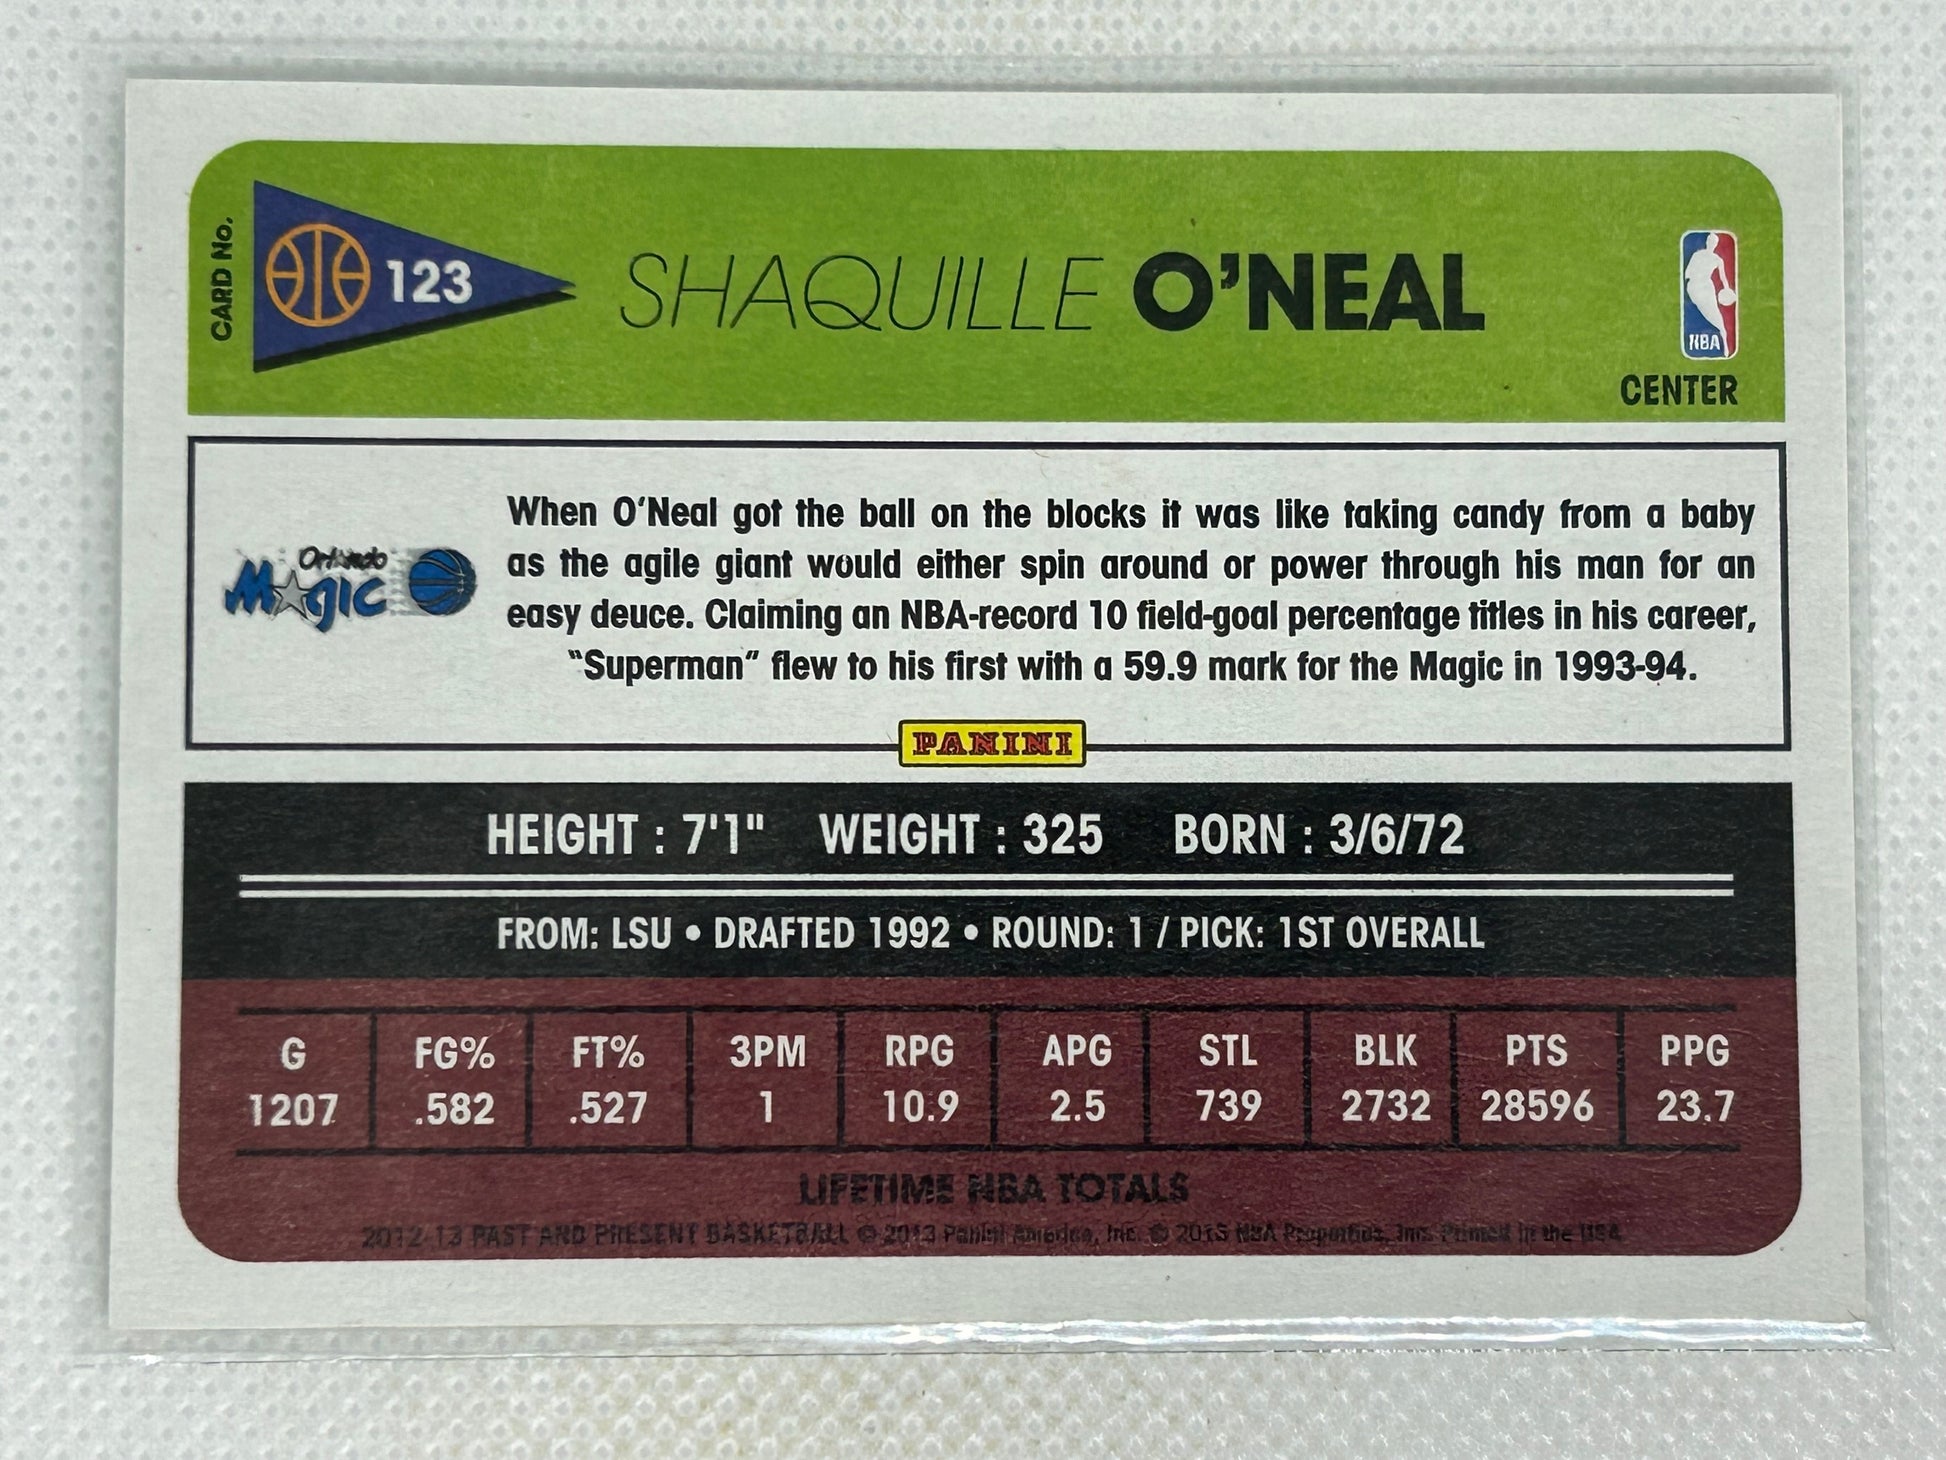 CARD No.
123
SHAQUILLE O'NEAL
NBA
CENTER
Orlando
Magic
When O'Neal got the ball on the blocks it was like taking candy from a baby
as the agile giant would either spin around or power through his man for an
easy deuce. Claiming an NBA-record 10 field-goal percentage titles in his career,
"Superman" flew to his first with a 59.9 mark for the Magic in 1993-94.
PANINI
HEIGHT : 7'1" WEIGHT : 325 BORN : 3/6/72
FROM: LSU • DRAFTED 1992 • ROUND: 1 / PICK: 1ST OVERALL
G FG% FT% 3PM RPG APG STL BLK PTS PPG
1207 .582 .527 1 10.9 2.5 739 2732 28596 23.7
LIFETIME NBA TOTALS
2012-13 PAST AND PRESENT BASKETBALL © 2013 Panini America, Inc. © NBA Properties, Inc. Printed in the USA